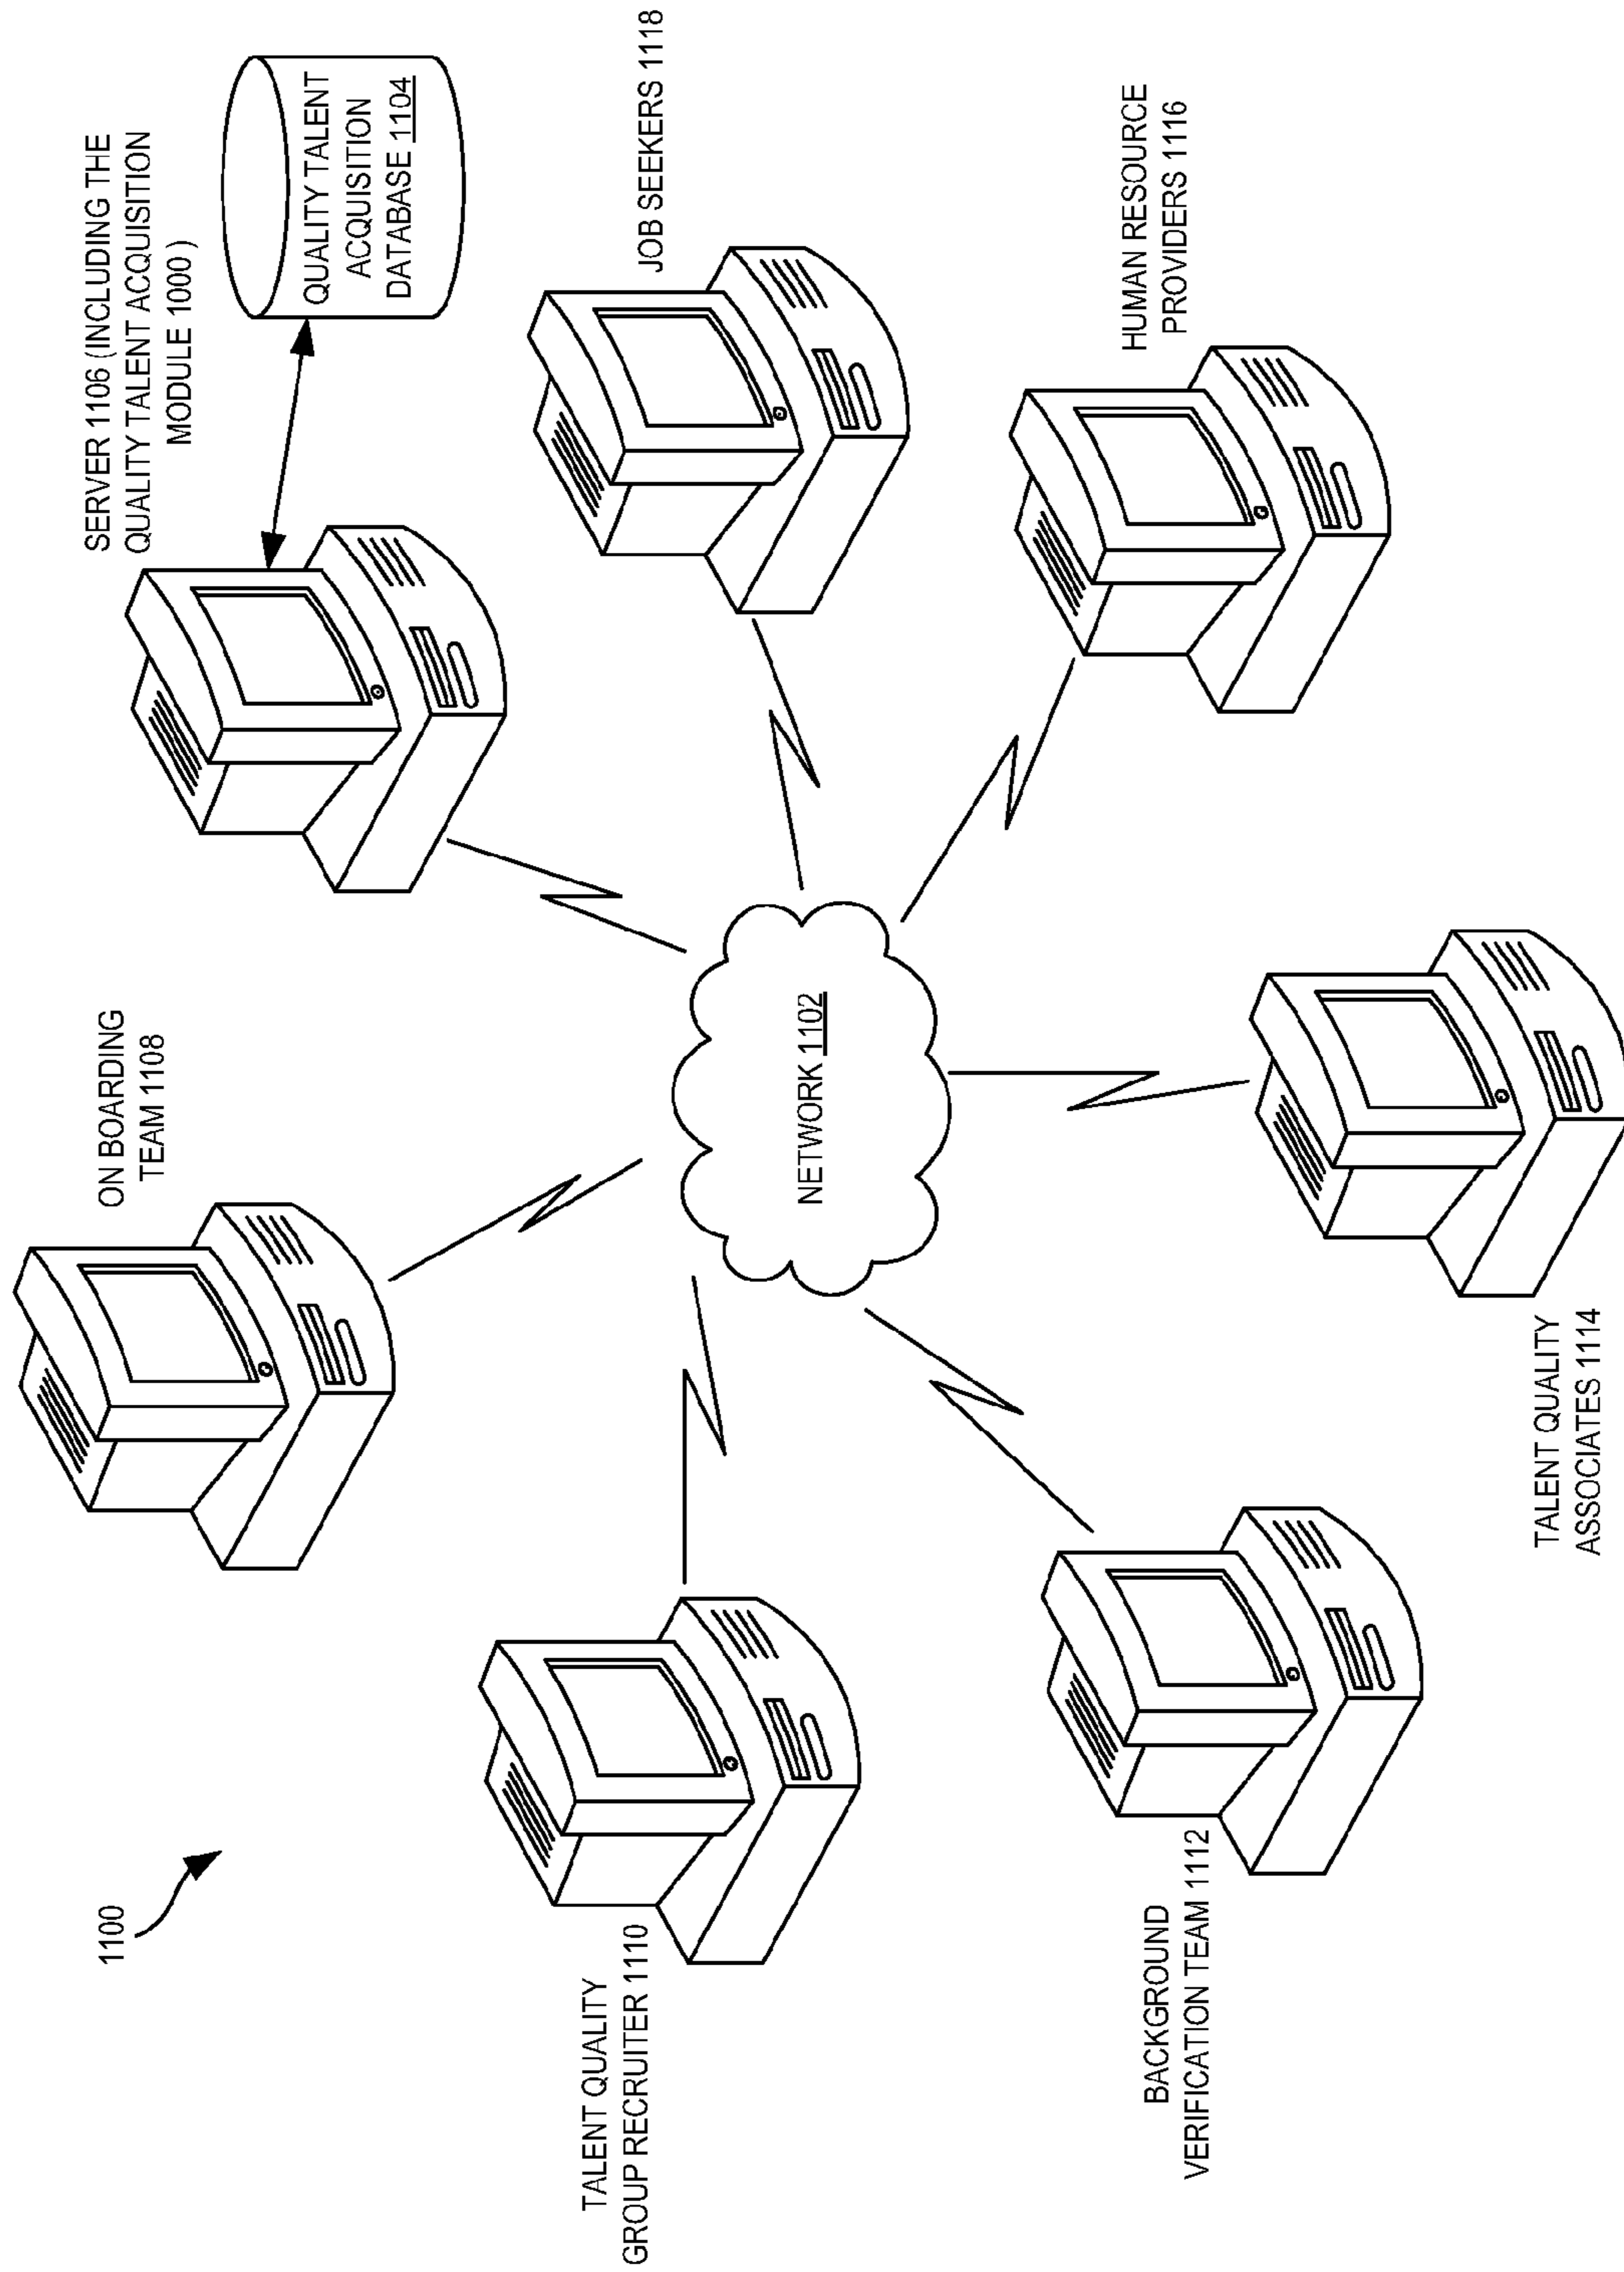 1100
ON BOARDING
TEAM 1108
SERVER 1106 (INCLUDING THE
QUALITY TALENT ACQUISITION
MODULE 1000 )
QUALITY TALENT
ACQUISITION
DATABASE 1104
TALENT QUALITY
GROUP RECRUITER 1110
NETWORK 1102
JOB SEEKERS 1118
BACKGROUND
VERIFICATION TEAM 1112
HUMAN RESOURCE
PROVIDERS 1116
TALENT QUALITY
ASSOCIATES 1114